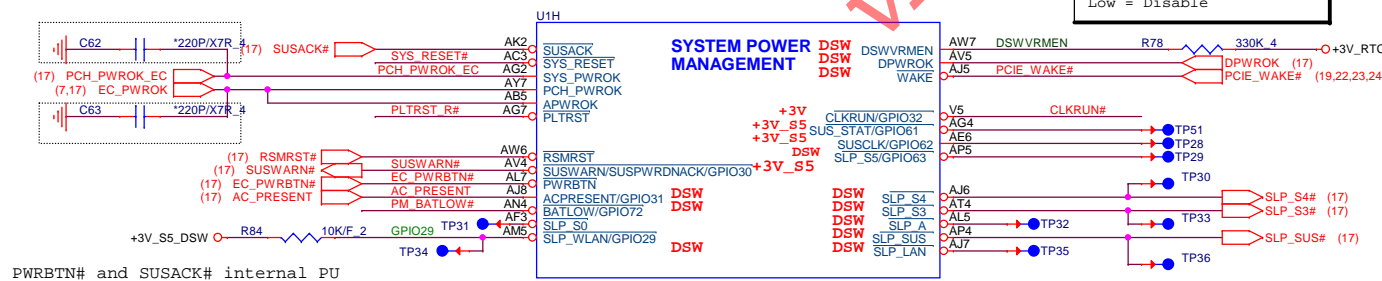 Low = Disable
U1H
SYSTEM POWER MANAGEMENT
C62 *220P/X7R_4
(17) SUSACK# AK2 SUSACK
SYS_RESET# AC3 SYS_RESET
(17) PCH_PWROK_EC PCH_PWROK_EC AG2 SYS_PWROK
(7,17) EC_PWROK AY7 PCH_PWROK
AB5 APWROK
C63 *220P/X7R_4
PLTRST_R# AG7 PLTRST
(17) RSMRST# AW6 RSMRST
(17) SUSWARN# SUSWARN# AV4 SUSWARN/SUSPWRDNACK/GPIO30 +3V_S5
(17) EC_PWRBTN# EC_PWRBTN# AL7 PWRBTN
(17) AC_PRESENT AC_PRESENT AJ8 ACPRESENT/GPIO31 DSW
PM_BATLOW# AN4 BATLOW/GPIO72 DSW
TP31 AF3 SLP_S0
+3V_S5_DSW R84 10K/F_2 GPIO29 AM5 SLP_WLAN/GPIO29 DSW
TP34
DSW DSWVRMEN AW7 DSWVRMEN R78 330K_4 +3V_RTC
DSW DPWROK AV5 DPWROK (17)
DSW WAKE AJ5 PCIE_WAKE# PCIE_WAKE# (19,22,23,24
+3V CLKRUN/GPIO32 V5 CLKRUN#
+3V_S5 SUS_STAT/GPIO61 AG4 TP51
+3V_S5 SUSCLK/GPIO62 AE6 TP28
DSW SLP_S5/GPIO63 AP5 TP29
TP30
DSW SLP_S4 AJ6 SLP_S4# (17)
DSW SLP_S3 AT4 SLP_S3# (17)
TP33
DSW SLP_A AL5 TP32
DSW SLP_SUS AP4 SLP_SUS# (17)
DSW SLP_LAN AJ7 TP35
TP36
PWRBTN# and SUSACK# internal PU